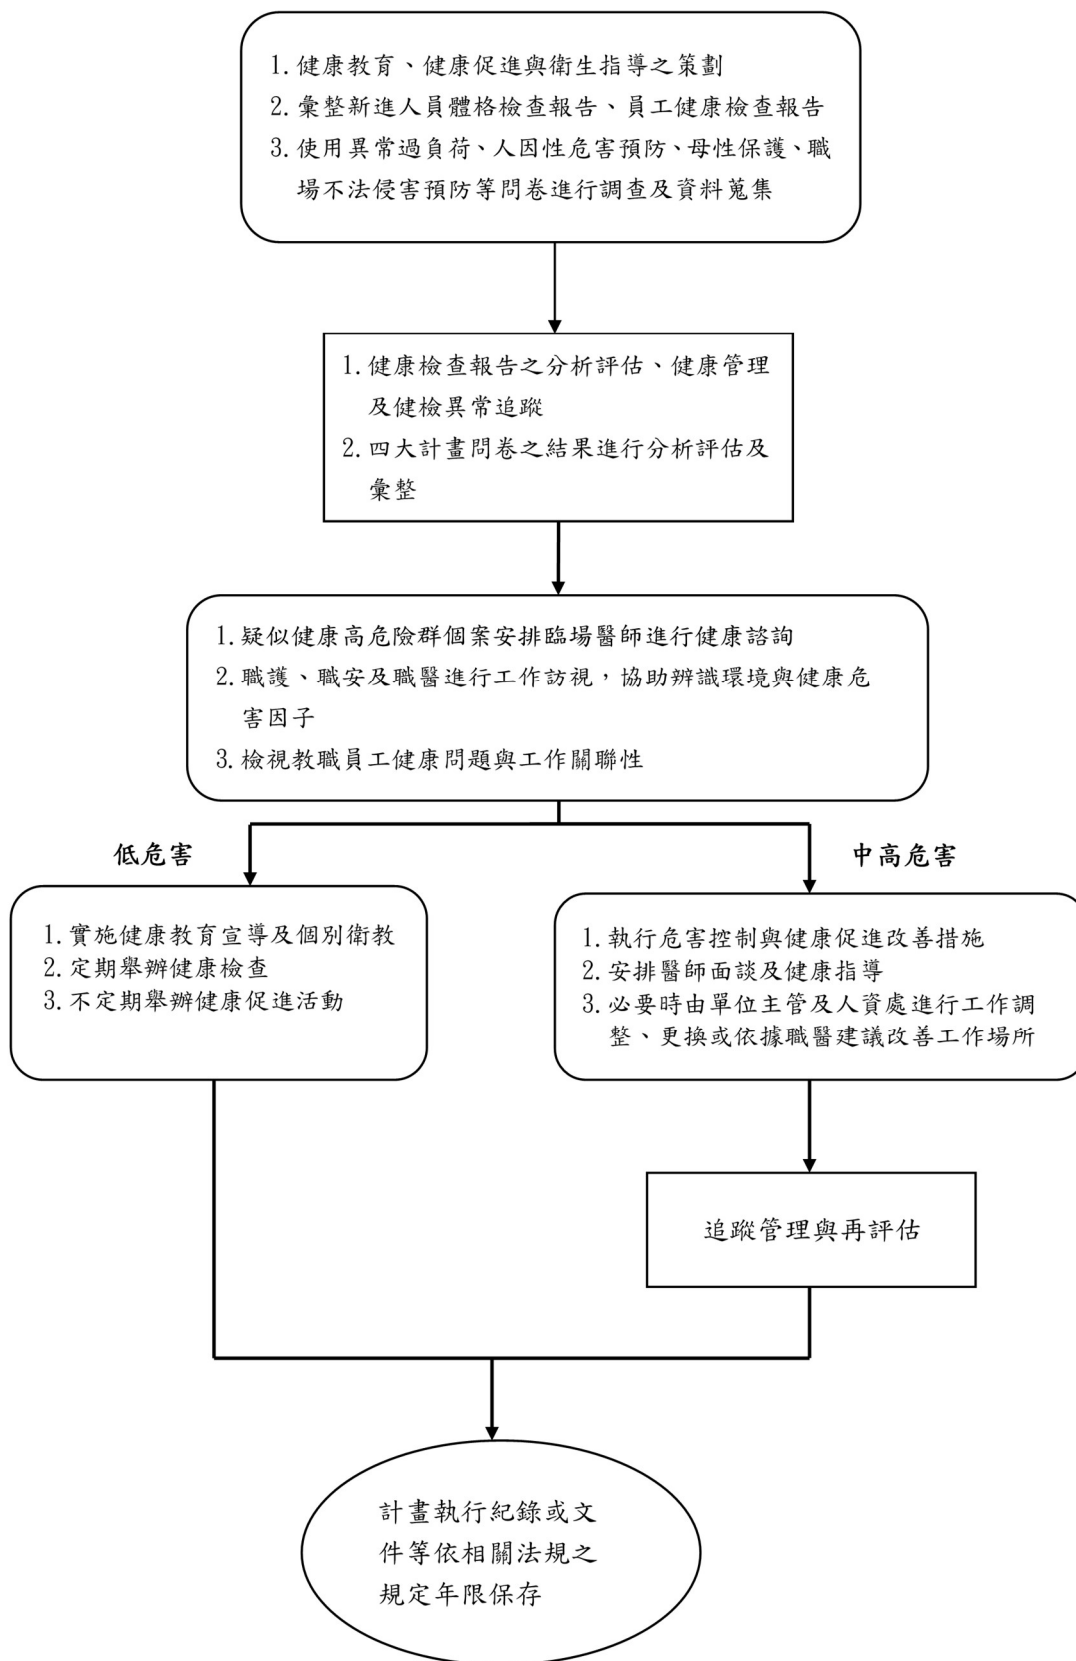 1. 健康教育、健康促進與衛生指導之策劃
2. 彙整新進人員體格檢查報告、員工健康檢查報告
3. 使用異常過負荷、人因性危害預防、母性保護、職
場不法侵害預防等問卷進行調查及資料蒐集
1. 健康檢查報告之分析評估、健康管理
及健檢異常追蹤
2. 四大計畫問卷之結果進行分析評估及
彙整
1. 疑似健康高危險群個案安排臨場醫師進行健康諮詢
2. 職護、職安及職醫進行工作訪視，協助辨識環境與健康危
害因子
3. 檢視教職員工健康問題與工作關聯性
低危害
中高危害
1. 實施健康教育宣導及個別衛教
2. 定期舉辦健康檢查
3. 不定期舉辦健康促進活動
1. 執行危害控制與健康促進改善措施
2. 安排醫師面談及健康指導
3. 必要時由單位主管及人資處進行工作調
整、更換或依據職醫建議改善工作場所
追蹤管理與再評估
計畫執行紀錄或文
件等依相關法規之
規定年限保存